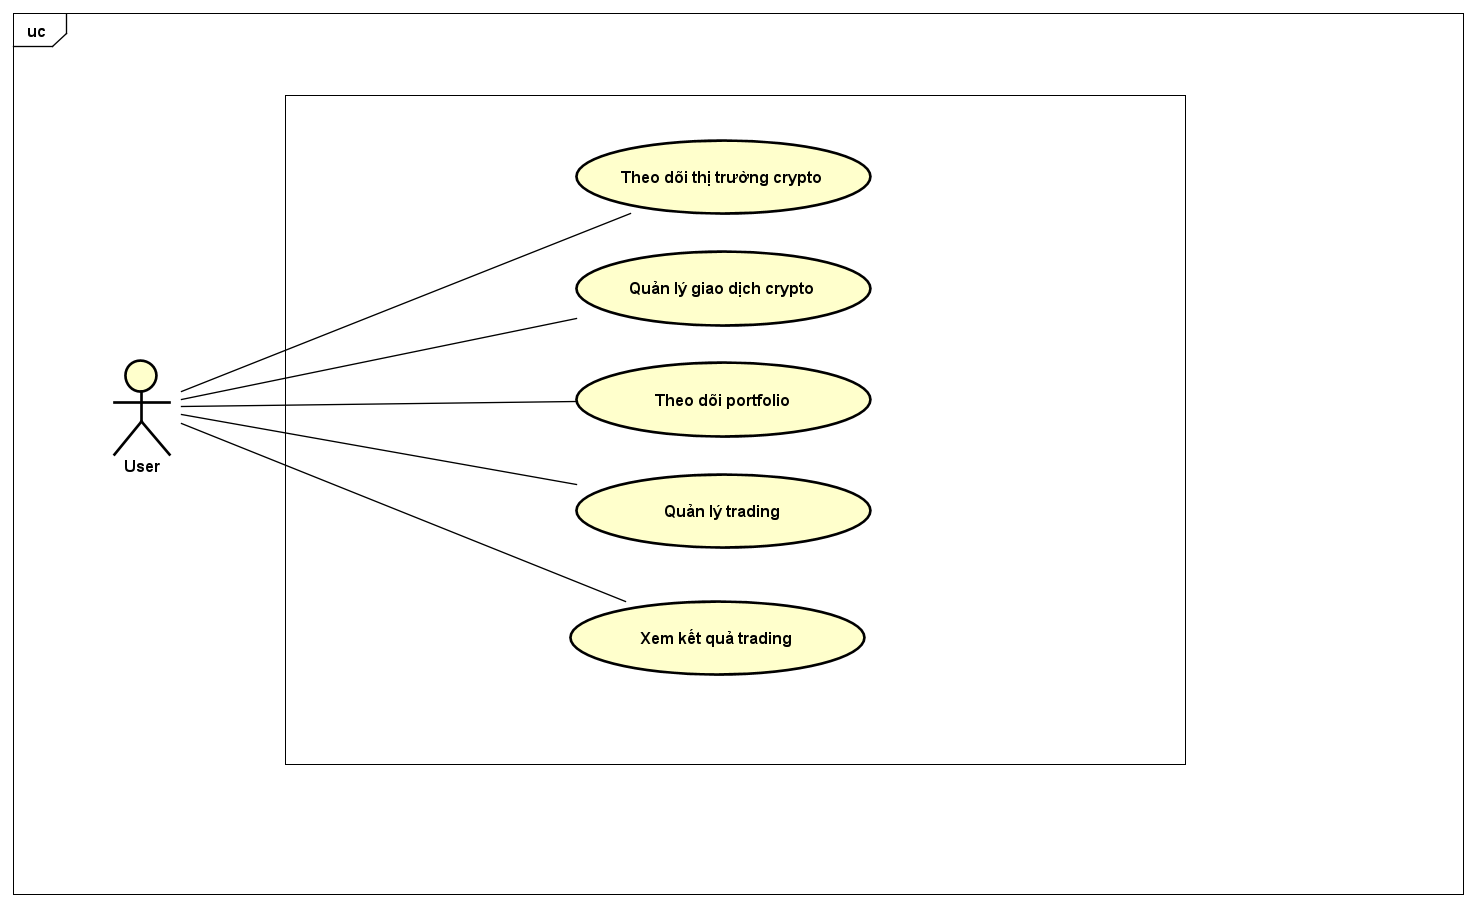 uc
Theo dõi thị trường crypto
Quản lý giao dịch crypto
Theo dõi portfolio
Quản lý trading
Xem kết quả trading
User